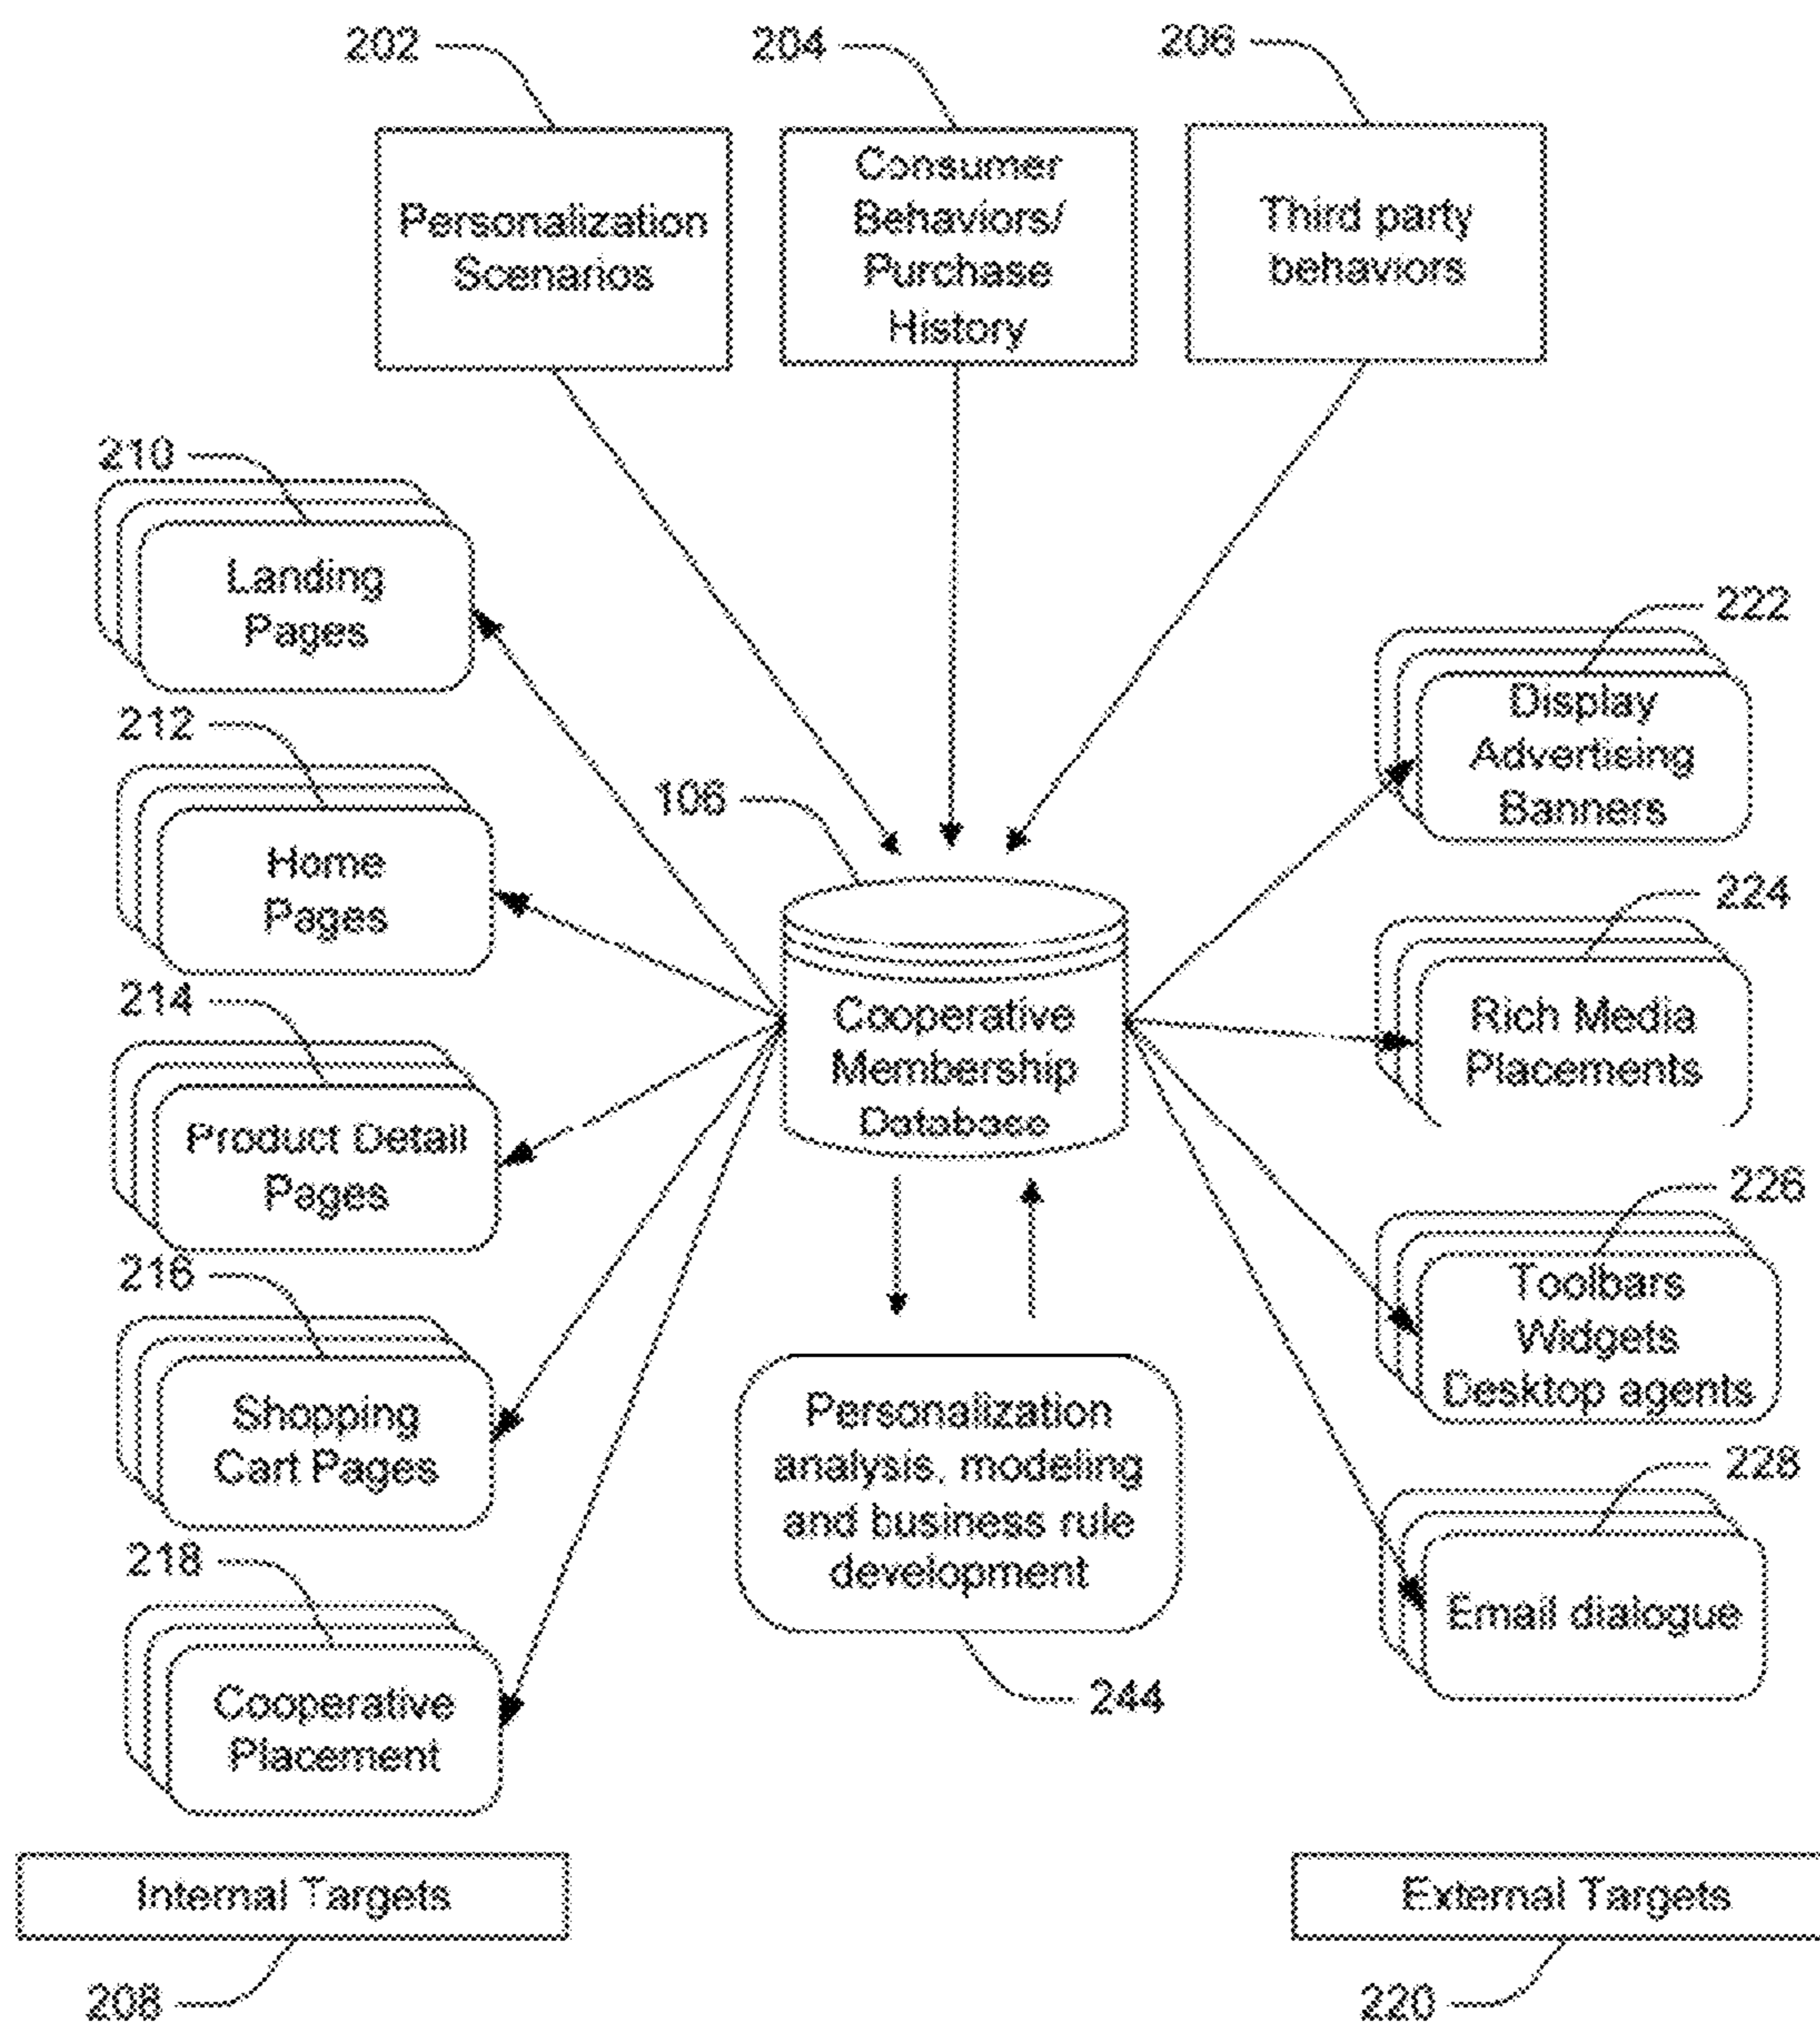 202
204
206
Personalization
Scenarios
Consumer
Behaviors/
Purchase
History
Third party
behaviors
210
Landing
Pages
212
Home
Pages
214
Product Detail
Pages
216
Shopping
Cart Pages
218
Cooperative
Placement
Internal Targets
208
106
Cooperative
Membership
Database
Personalization
analysis, modeling
and business rule
development
244
222
Display
Advertising
Banners
224
Rich Media
Placements
226
Toolbars
Widgets
Desktop agents
228
Email dialogue
External Targets
220